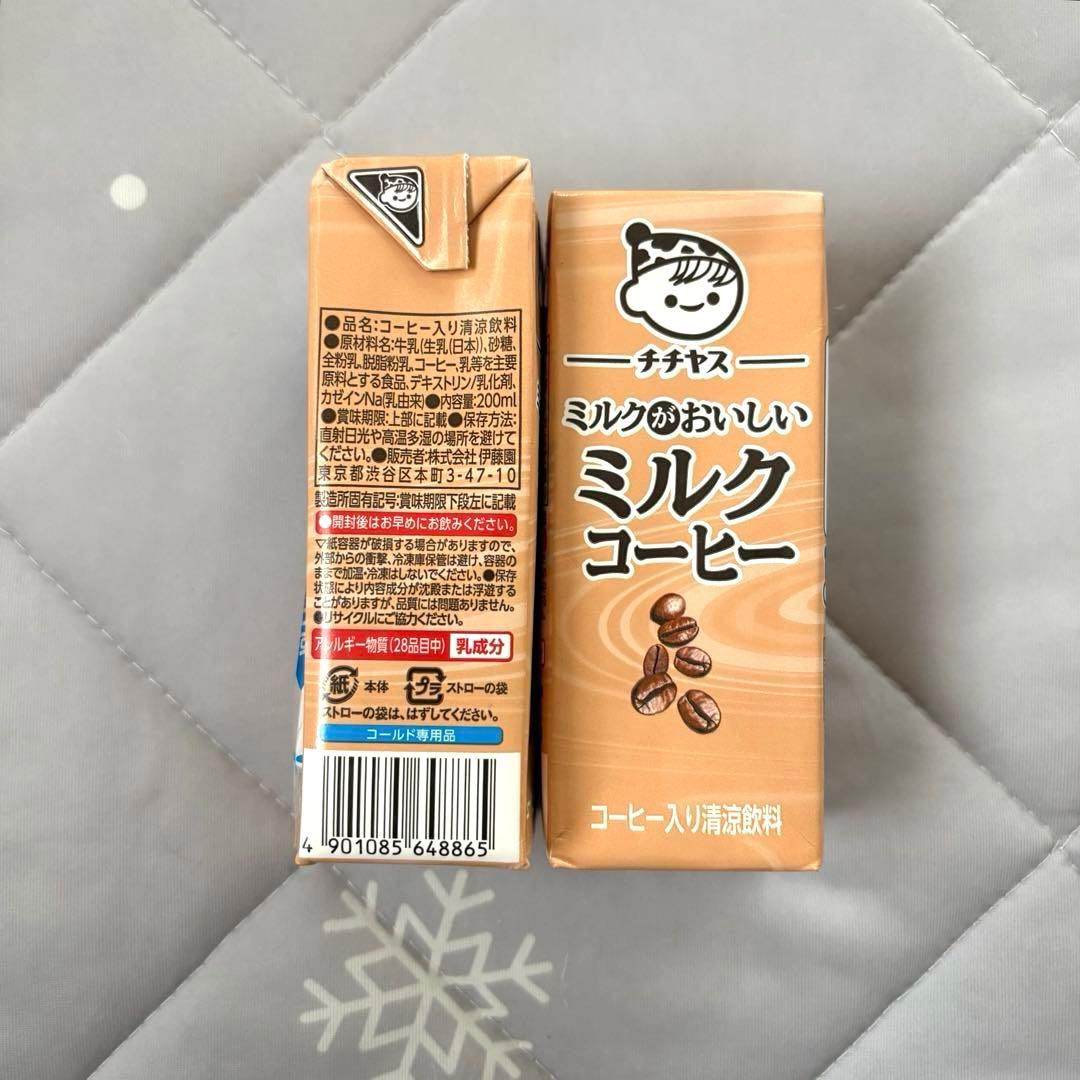 ●品名:コーヒー入り清涼飲料
●原材料名:牛乳(生乳(日本))、砂糖、
全粉乳、脱脂粉乳、コーヒー、乳等を主要
原料とする食品、デキストリン/乳化剤、
カゼインNa(乳由来)●内容量:200ml
●賞味期限:上部に記載●保存方法:
直射日光や高温多湿の場所を避けて
ください。●販売者:株式会社 伊藤園
東京都渋谷区本町3-47-10
製造所固有記号:賞味期限下段左に記載
●開封後はお早めにお飲みください。
▽紙容器が破損する場合がありますので、
外部からの衝撃、冷凍庫保管は避け、容器の
ままで加温・冷凍はしないでください。●保存
状態により内容成分が沈殿または浮遊する
ことがありますが、品質には問題ありません。
●リサイクルにご協力ください。
アレルギー物質(28品目中) 乳成分
紙 本体 プラ ストローの袋
ストローの袋は、はずしてください。
コールド専用品
4 901085 648865
チチヤス
ミルクがおいしい
ミルク
コーヒー
コーヒー入り清涼飲料